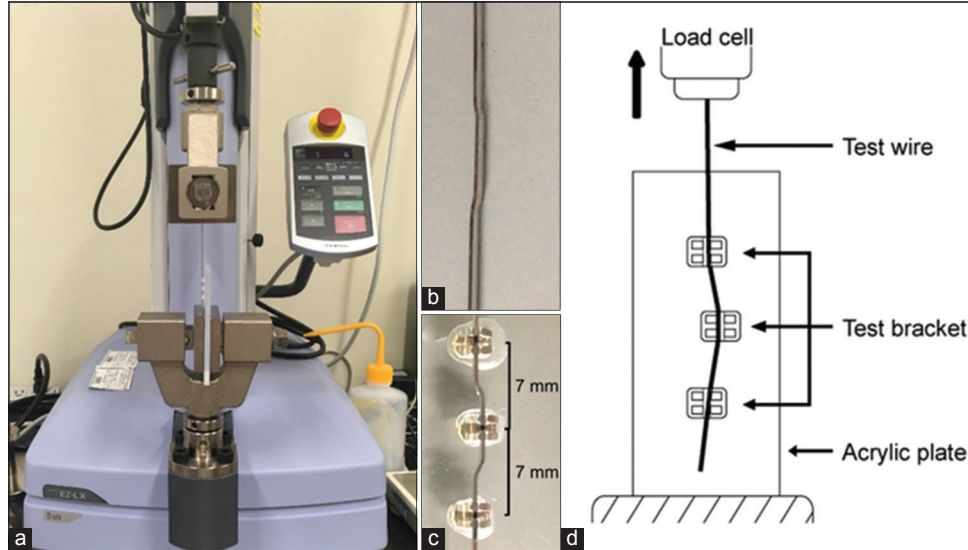 a
EZ-LX
5 kN
b
c
7 mm
7 mm
d
Load cell
Test wire
Test bracket
Acrylic plate